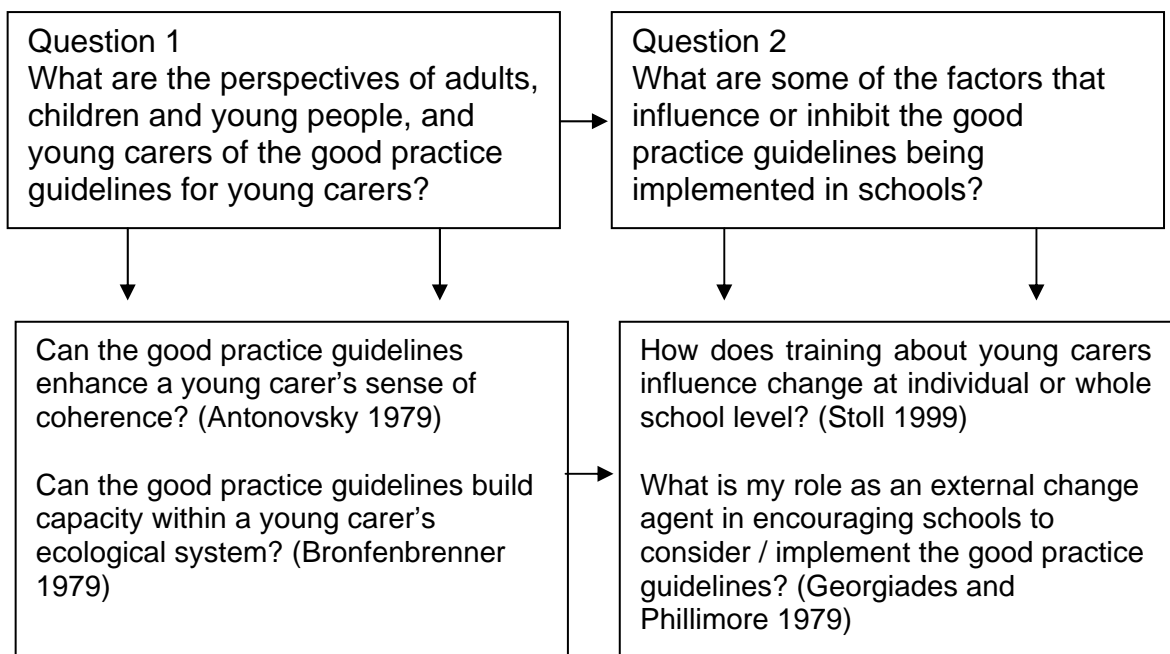 Question 1
What are the perspectives of adults,
children and young people, and
young carers of the good practice
guidelines for young carers?
Question 2
What are some of the factors that
influence or inhibit the good
practice guidelines being
implemented in schools?
Can the good practice guidelines
enhance a young carer’s sense of
coherence? (Antonovsky 1979)
Can the good practice guidelines build
capacity within a young carer’s
ecological system? (Bronfenbrenner
1979)
How does training about young carers
influence change at individual or whole
school level? (Stoll 1999)
What is my role as an external change
agent in encouraging schools to
consider / implement the good practice
guidelines? (Georgiades and
Phillimore 1979)